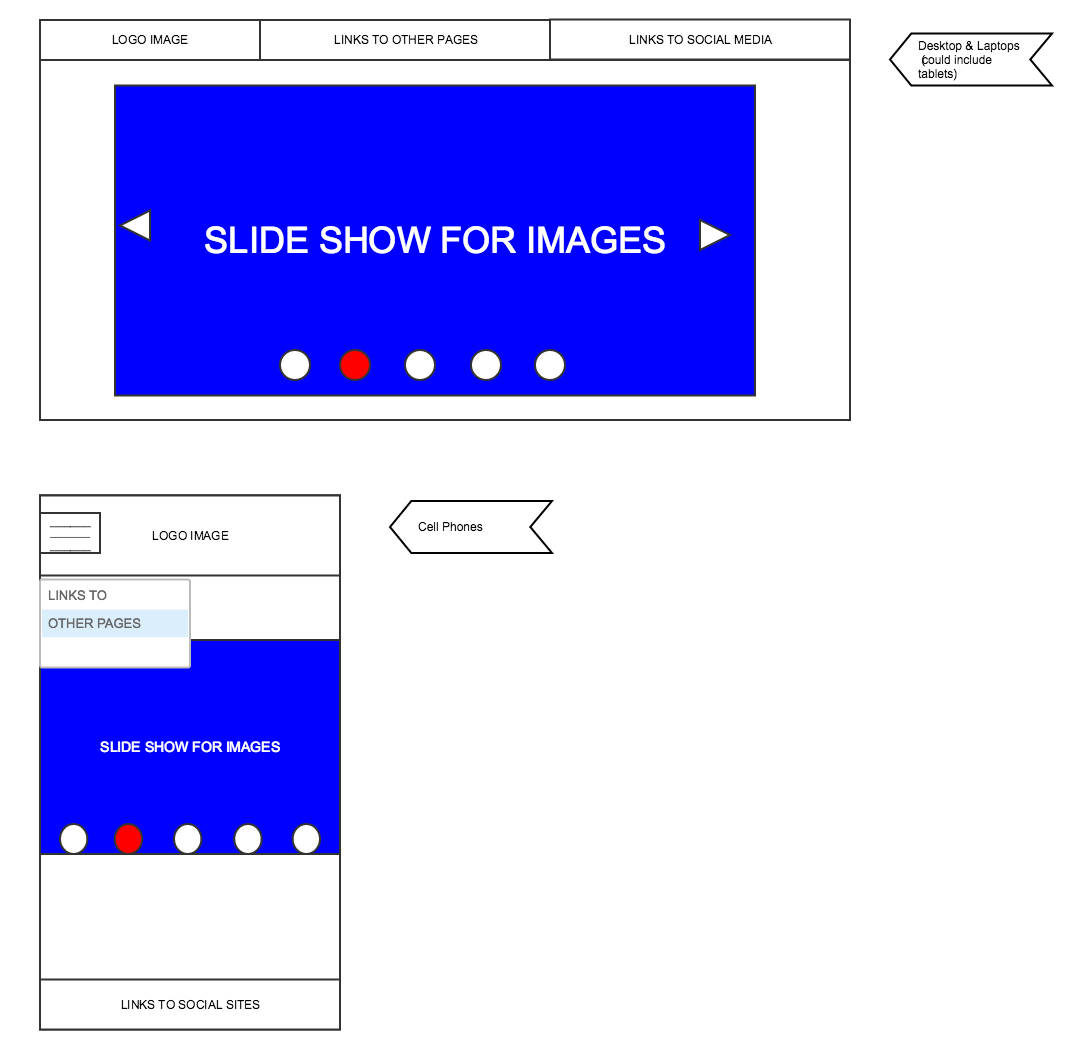 LOGO IMAGE
LINKS TO OTHER PAGES
LINKS TO SOCIAL MEDIA
Desktop & Laptops
(could include
tablets)
SLIDE SHOW FOR IMAGES
LOGO IMAGE
Cell Phones
LINKS TO
OTHER PAGES
SLIDE SHOW FOR IMAGES
LINKS TO SOCIAL SITES